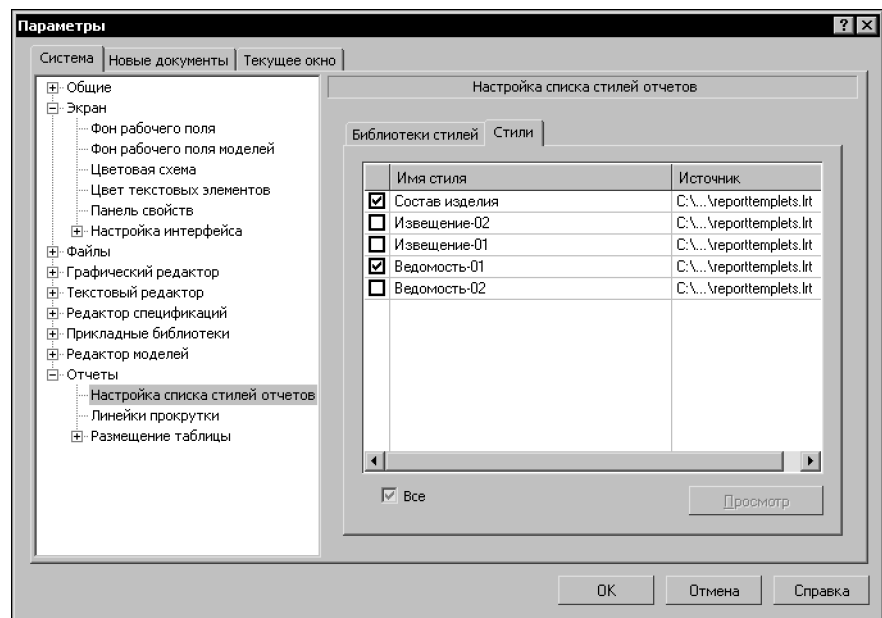 Параметры
Система Новые документы Текущее окно
Общие
Экран
Фон рабочего поля
Фон рабочего поля моделей
Цветовая схема
Цвет текстовых элементов
Панель свойств
Настройка интерфейса
Файлы
Графический редактор
Текстовый редактор
Редактор спецификаций
Прикладные библиотеки
Редактор моделей
Отчеты
Настройка списка стилей отчетов
Линейки прокрутки
Размещение таблицы
Настройка списка стилей отчетов
Библиотеки стилей Стили
Имя стиля Источник
Состав изделия C:\...\reporttemplets.lrt
Извещение-02 C:\...\reporttemplets.lrt
Извещение-01 C:\...\reporttemplets.lrt
Ведомость-01 C:\...\reporttemplets.lrt
Ведомость-02 C:\...\reporttemplets.lrt
Все Просмотр
OK Отмена Справка